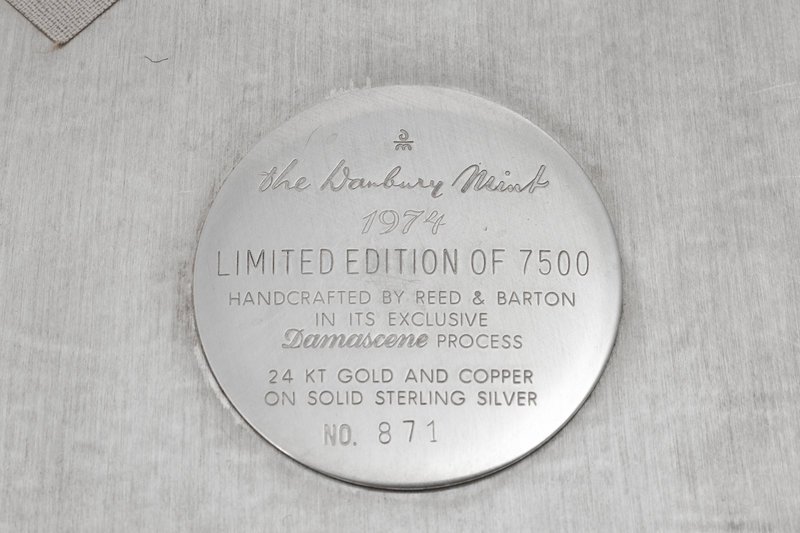 the Danbury Mint
1974
LIMITED EDITION OF 7500
HANDCRAFTED BY REED & BARTON
IN ITS EXCLUSIVE
Damascene PROCESS
24 KT GOLD AND COPPER
ON SOLID STERLING SILVER
NO. 871